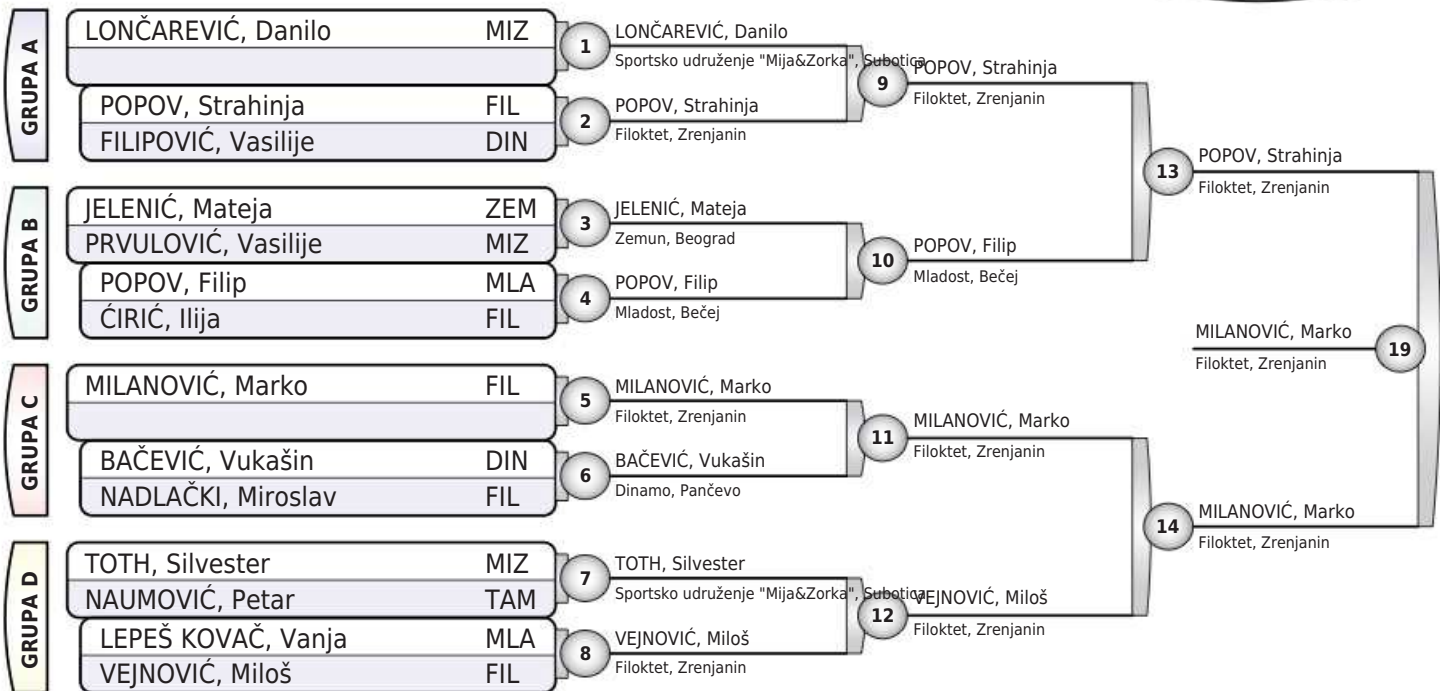 GRUPA A
LONČAREVIĆ, Danilo MIZ
POPOV, Strahinja FIL
FILIPOVIĆ, Vasilije DIN
GRUPA B
JELENIĆ, Mateja ZEM
PRVULOVIĆ, Vasilije MIZ
POPOV, Filip MLA
ĆIRIĆ, Ilija FIL
GRUPA C
MILANOVIĆ, Marko FIL
BAČEVIĆ, Vukašin DIN
NADLAČKI, Miroslav FIL
GRUPA D
TOTH, Silvester MIZ
NAUMOVIĆ, Petar TAM
LEPEŠ KOVAČ, Vanja MLA
VEJNOVIĆ, Miloš FIL
1
LONČAREVIĆ, Danilo
Sportsko udruženje "Mija&Zorka", Subotica
2
POPOV, Strahinja
Filoktet, Zrenjanin
3
JELENIĆ, Mateja
Zemun, Beograd
4
POPOV, Filip
Mladost, Bečej
5
MILANOVIĆ, Marko
Filoktet, Zrenjanin
6
BAČEVIĆ, Vukašin
Dinamo, Pančevo
7
TOTH, Silvester
Sportsko udruženje "Mija&Zorka", Subotica
8
VEJNOVIĆ, Miloš
Filoktet, Zrenjanin
9
POPOV, Strahinja
Filoktet, Zrenjanin
10
POPOV, Filip
Mladost, Bečej
11
MILANOVIĆ, Marko
Filoktet, Zrenjanin
12
VEJNOVIĆ, Miloš
Filoktet, Zrenjanin
13
POPOV, Strahinja
Filoktet, Zrenjanin
14
MILANOVIĆ, Marko
Filoktet, Zrenjanin
MILANOVIĆ, Marko
Filoktet, Zrenjanin
19